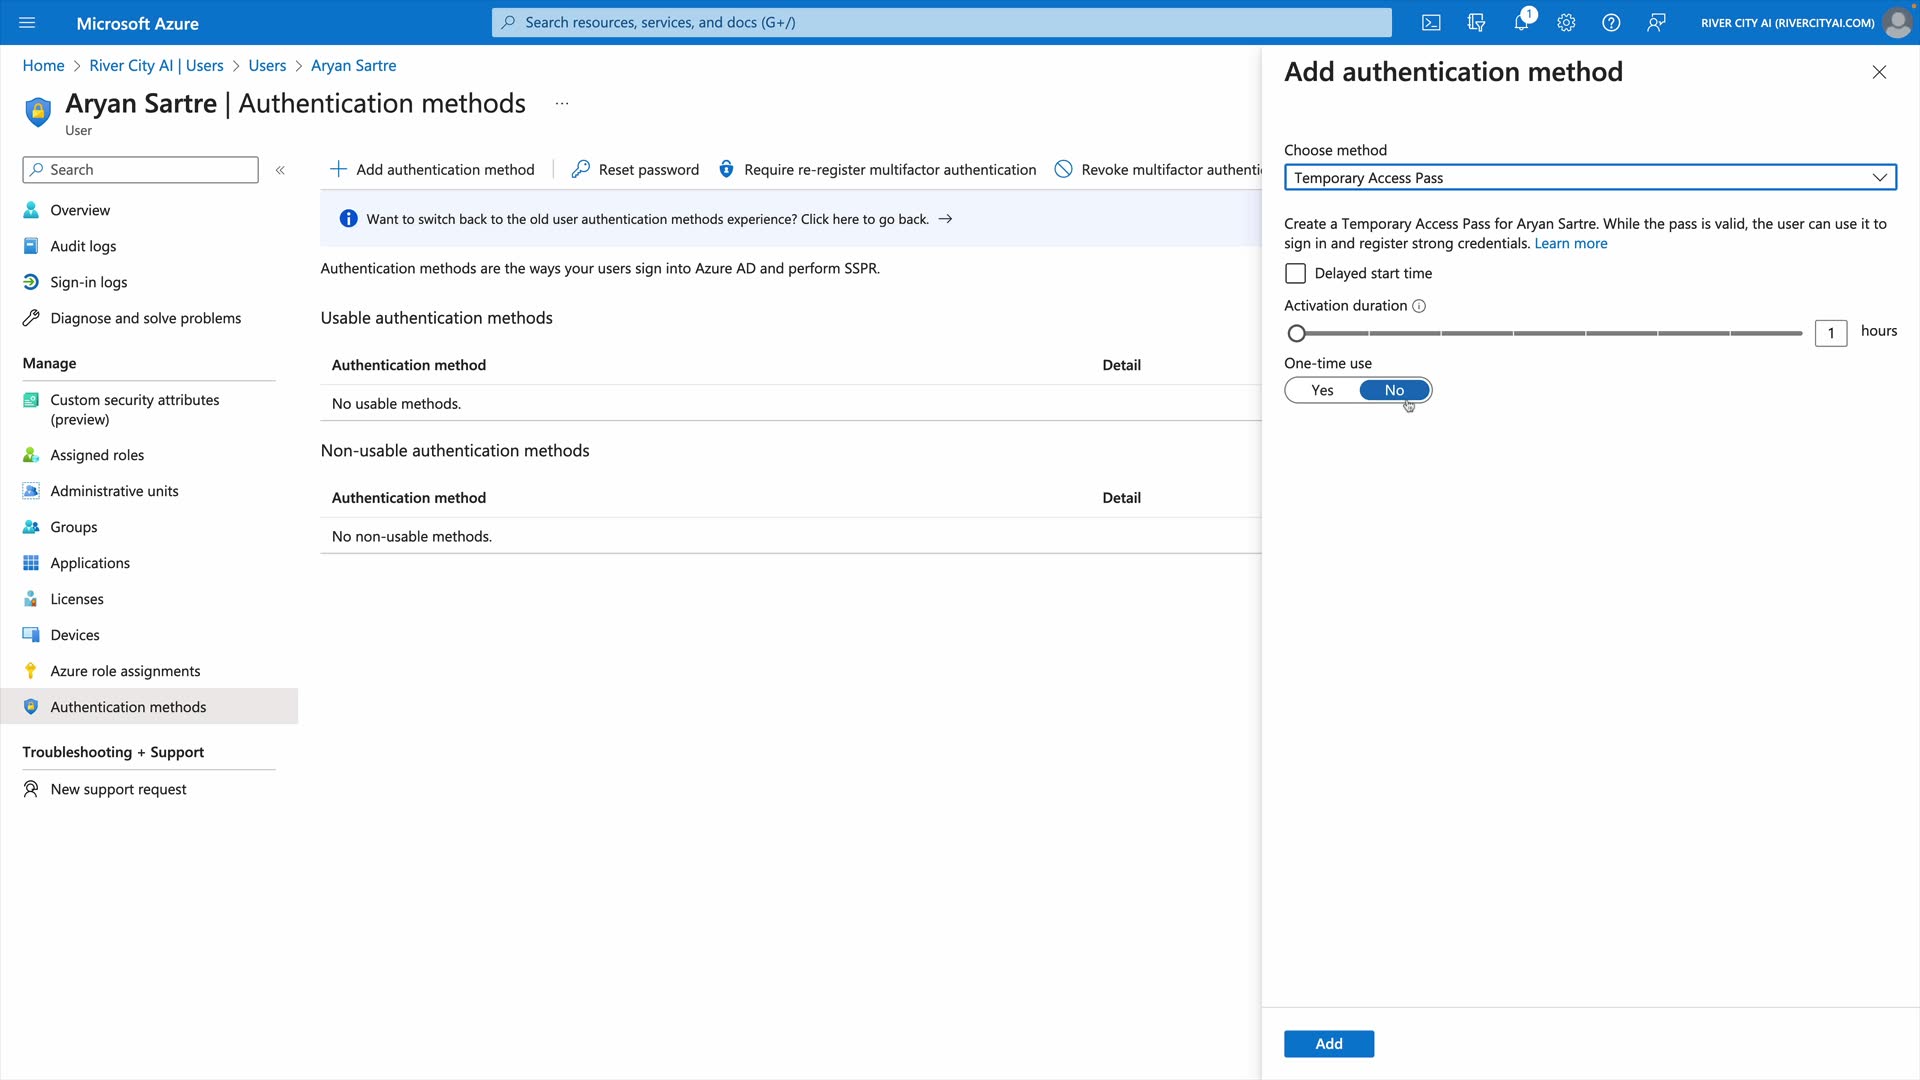 Microsoft Azure
Search resources, services, and docs (G+/)
1
RIVER CITY AI (RIVERCITYAI.COM)
Home > River City AI | Users > Users > Aryan Sartre
Aryan Sartre | Authentication methods ...
User
Search
«
Overview
Audit logs
Sign-in logs
Diagnose and solve problems
Manage
Custom security attributes
(preview)
Assigned roles
Administrative units
Groups
Applications
Licenses
Devices
Azure role assignments
Authentication methods
Troubleshooting + Support
New support request
Add authentication method
Reset password
Require re-register multifactor authentication
Revoke multifactor authenti
Want to switch back to the old user authentication methods experience? Click here to go back. →
Authentication methods are the ways your users sign into Azure AD and perform SSPR.
Usable authentication methods
Authentication method Detail
No usable methods.
Non-usable authentication methods
Authentication method Detail
No non-usable methods.
Add authentication method
Choose method
Temporary Access Pass
Create a Temporary Access Pass for Aryan Sartre. While the pass is valid, the user can use it to
sign in and register strong credentials. Learn more
Delayed start time
Activation duration
1 hours
One-time use
Yes No
Add